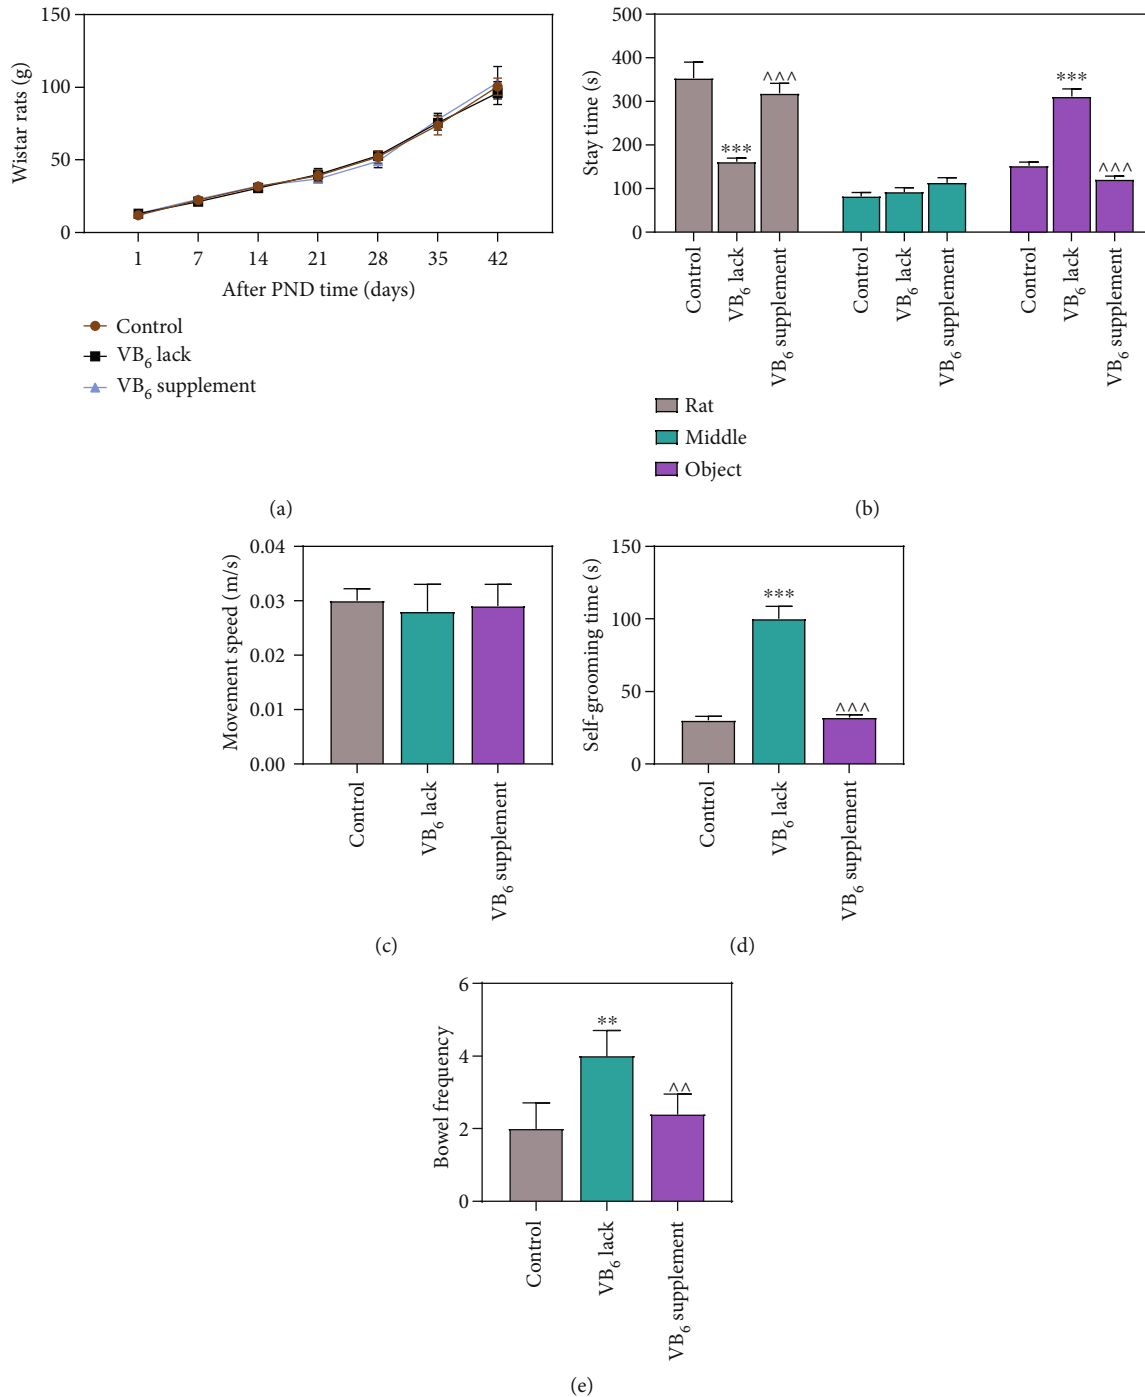 150
100
50
0
Wistar rats (g)
1 7 14 21 28 35 42
After PND time (days)
Control
VB6 lack
VB6 supplement
(a)
500
400
300
200
100
0
Stay time (s)
*** ^^^ *** ^^^
Control
VB6 lack
VB6 supplement
Control
VB6 lack
VB6 supplement
Control
VB6 lack
VB6 supplement
Rat
Middle
Object
(b)
0.04
0.03
0.02
0.01
0.00
Movement speed (m/s)
Control
VB6 lack
VB6 supplement
(c)
150
100
50
0
Self-grooming time (s)
***
^^^
Control
VB6 lack
VB6 supplement
(d)
6
4
2
0
Bowel frequency
**
^^
Control
VB6 lack
VB6 supplement
(e)